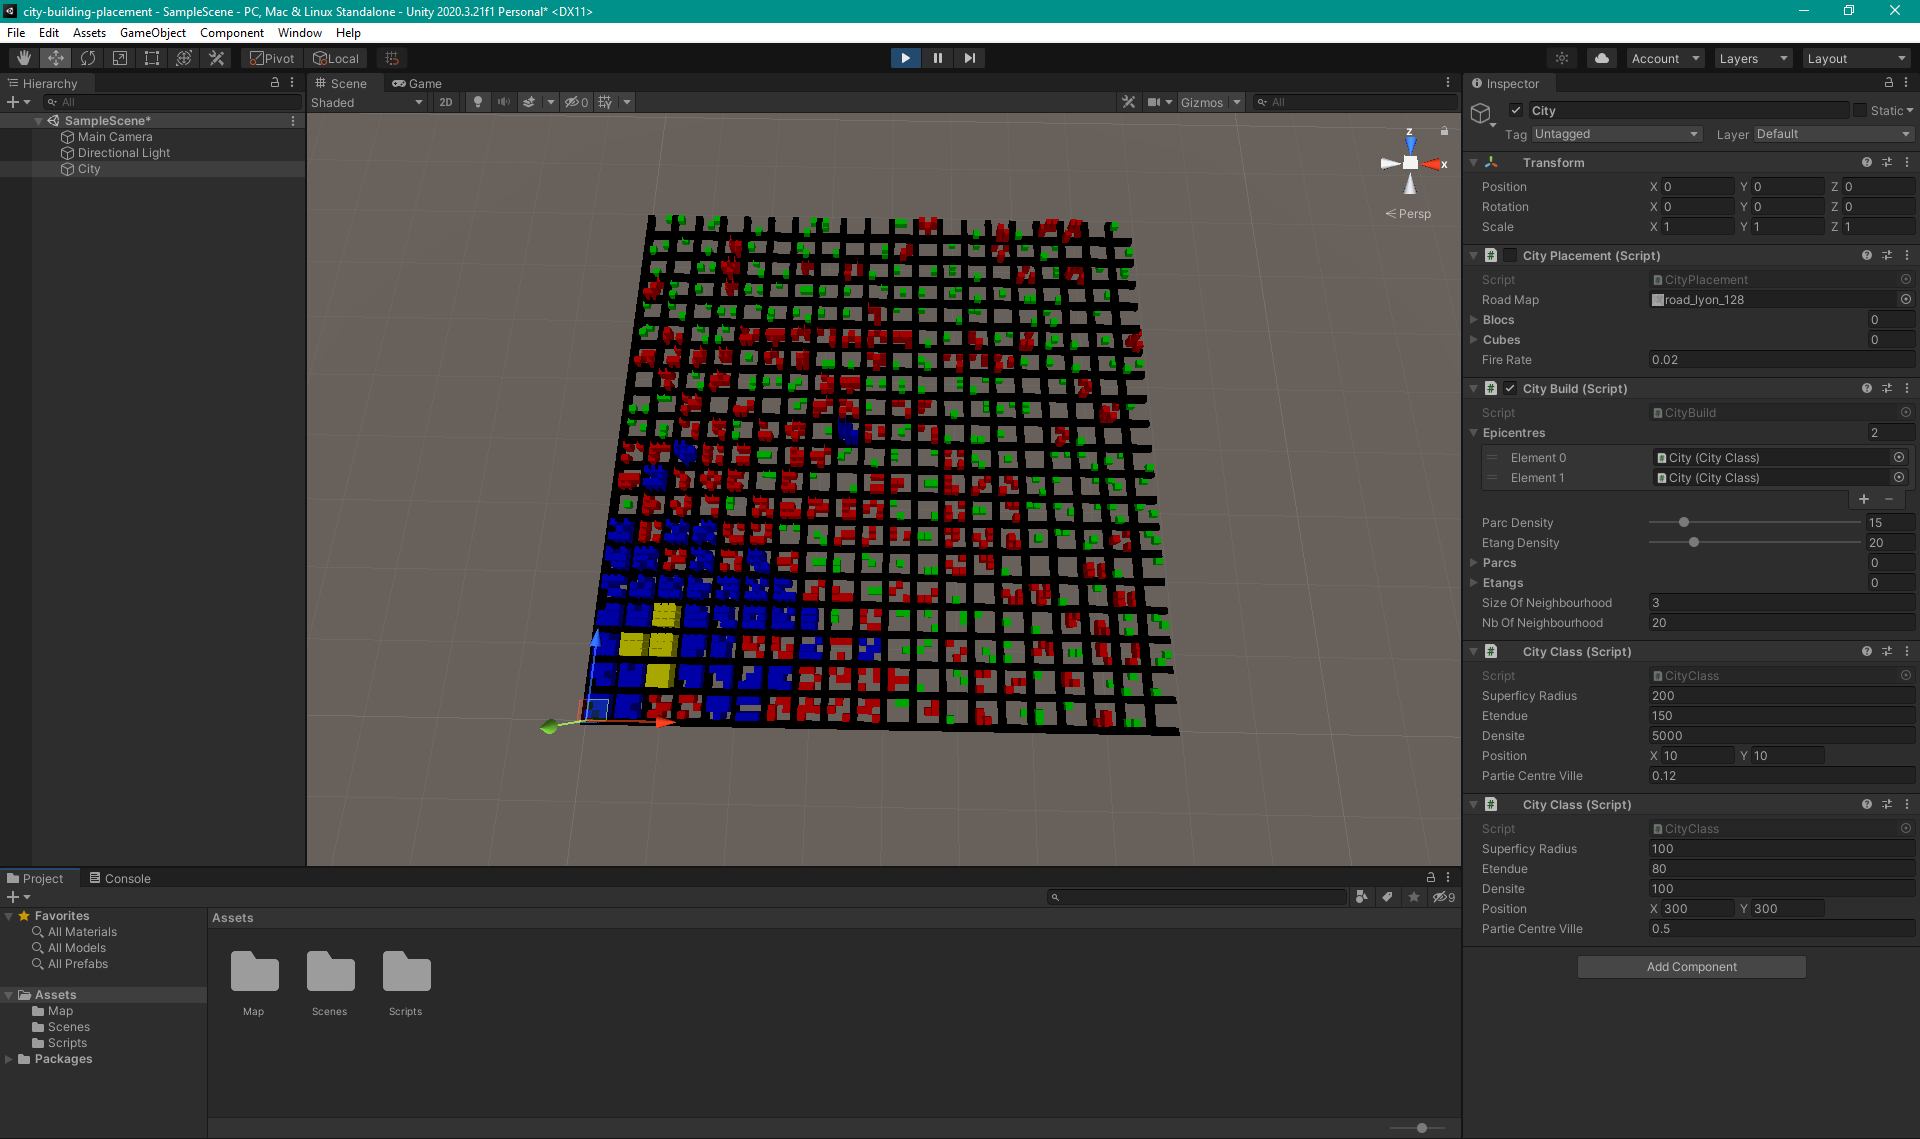 city-building-placement - SampleScene - PC, Mac & Linux Standalone - Unity 2020.3.21f1 Personal* <DX11>
File Edit Assets GameObject Component Window Help
Pivot Local
Account Layers Layout
Hierarchy
All
SampleScene*
Main Camera
Directional Light
City
Scene Game
Shaded 2D 0 Gizmos All
z
x
Persp
Inspector
City Static
Tag Untagged Layer Default
Transform
Position X 0 Y 0 Z 0
Rotation X 0 Y 0 Z 0
Scale X 1 Y 1 Z 1
# City Placement (Script)
Script CityPlacement
Road Map road_lyon_128
Blocs 0
Cubes 0
Fire Rate 0.02
# City Build (Script)
Script CityBuild
Epicentres 2
Element 0 City (City Class)
Element 1 City (City Class)
Parc Density 15
Etang Density 20
Parcs 0
Etangs 0
Size Of Neighbourhood 3
Nb Of Neighbourhood 20
# City Class (Script)
Script CityClass
Superficy Radius 200
Etendue 150
Densite 5000
Position X 10 Y 10
Partie Centre Ville 0.12
# City Class (Script)
Script CityClass
Superficy Radius 100
Etendue 80
Densite 100
Position X 300 Y 300
Partie Centre Ville 0.5
Add Component
Project Console
9
Favorites
All Materials
All Models
All Prefabs
Assets
Map
Scenes
Scripts
Packages
Assets
Map Scenes Scripts